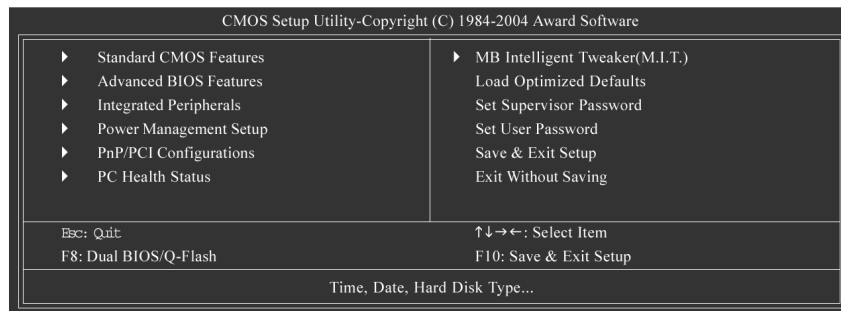 CMOS Setup Utility-Copyright (C) 1984-2004 Award Software
Standard CMOS Features
Advanced BIOS Features
Integrated Peripherals
Power Management Setup
PnP/PCI Configurations
PC Health Status
MB Intelligent Tweaker(M.I.T.)
Load Optimized Defaults
Set Supervisor Password
Set User Password
Save & Exit Setup
Exit Without Saving
Esc: Quit
↑↓→←: Select Item
F8: Dual BIOS/Q-Flash
F10: Save & Exit Setup
Time, Date, Hard Disk Type...